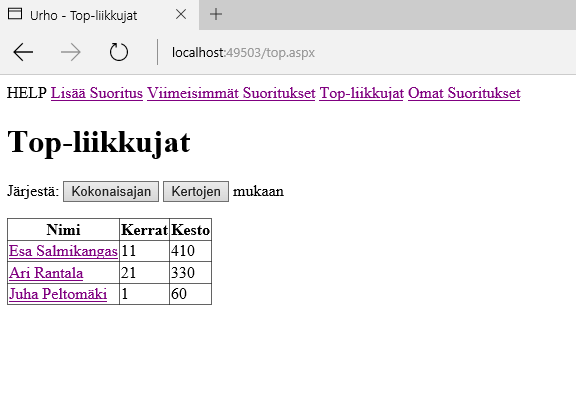 Urho - Top-liikkujat
localhost:49503/top.aspx
HELP Lisää Suoritus Viimeisimmät Suoritukset Top-liikkujat Omat Suoritukset
Top-liikkujat
Järjestä: Kokonaisajan Kertojen mukaan
Nimi Kerrat Kesto
Esa Salmikangas 11 410
Ari Rantala 21 330
Juha Peltomäki 1 60